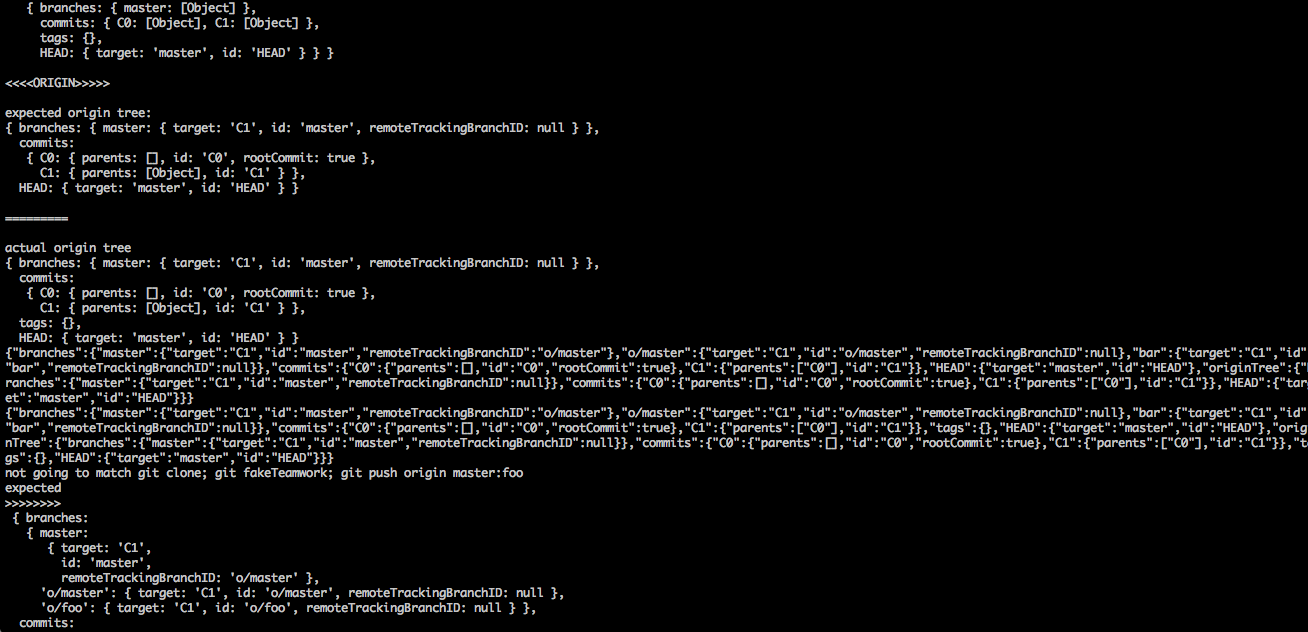 { branches: { master: [Object] },
commits: { C0: [Object], C1: [Object] },
tags: {},
HEAD: { target: 'master', id: 'HEAD' } } }
<<<<ORIGIN>>>>>
expected origin tree:
{ branches: { master: { target: 'C1', id: 'master', remoteTrackingBranchID: null } },
commits:
{ C0: { parents: [], id: 'C0', rootCommit: true },
C1: { parents: [Object], id: 'C1' } },
HEAD: { target: 'master', id: 'HEAD' } }
=========
actual origin tree
{ branches: { master: { target: 'C1', id: 'master', remoteTrackingBranchID: null } },
commits:
{ C0: { parents: [], id: 'C0', rootCommit: true },
C1: { parents: [Object], id: 'C1' } },
tags: {},
HEAD: { target: 'master', id: 'HEAD' } }
{"branches":{"master":{"target":"C1","id":"master","remoteTrackingBranchID":"o/master"},"o/master":{"target":"C1","id":"o/master","remoteTrackingBranchID":null},"bar":{"target":"C1","id"
"bar","remoteTrackingBranchID":null}},"commits":{"C0":{"parents":[],"id":"C0","rootCommit":true},"C1":{"parents":["C0"],"id":"C1"}},"HEAD":{"target":"master","id":"HEAD"},"originTree":{"
ranches":{"master":{"target":"C1","id":"master","remoteTrackingBranchID":null}},"commits":{"C0":{"parents":[],"id":"C0","rootCommit":true},"C1":{"parents":["C0"],"id":"C1"}},"HEAD":{"tar
et":"master","id":"HEAD"}}}
{"branches":{"master":{"target":"C1","id":"master","remoteTrackingBranchID":"o/master"},"o/master":{"target":"C1","id":"o/master","remoteTrackingBranchID":null},"bar":{"target":"C1","id"
"bar","remoteTrackingBranchID":null}},"commits":{"C0":{"parents":[],"id":"C0","rootCommit":true},"C1":{"parents":["C0"],"id":"C1"}},"tags":{},"HEAD":{"target":"master","id":"HEAD"},"orig
nTree":{"branches":{"master":{"target":"C1","id":"master","remoteTrackingBranchID":null}},"commits":{"C0":{"parents":[],"id":"C0","rootCommit":true},"C1":{"parents":["C0"],"id":"C1"}},"t
gs":{},"HEAD":{"target":"master","id":"HEAD"}}}
not going to match git clone; git fakeTeamwork; git push origin master:foo
expected
>>>>>>>>
{ branches:
{ master:
{ target: 'C1',
id: 'master',
remoteTrackingBranchID: 'o/master' },
'o/master': { target: 'C1', id: 'o/master', remoteTrackingBranchID: null },
'o/foo': { target: 'C1', id: 'o/foo', remoteTrackingBranchID: null } },
commits: